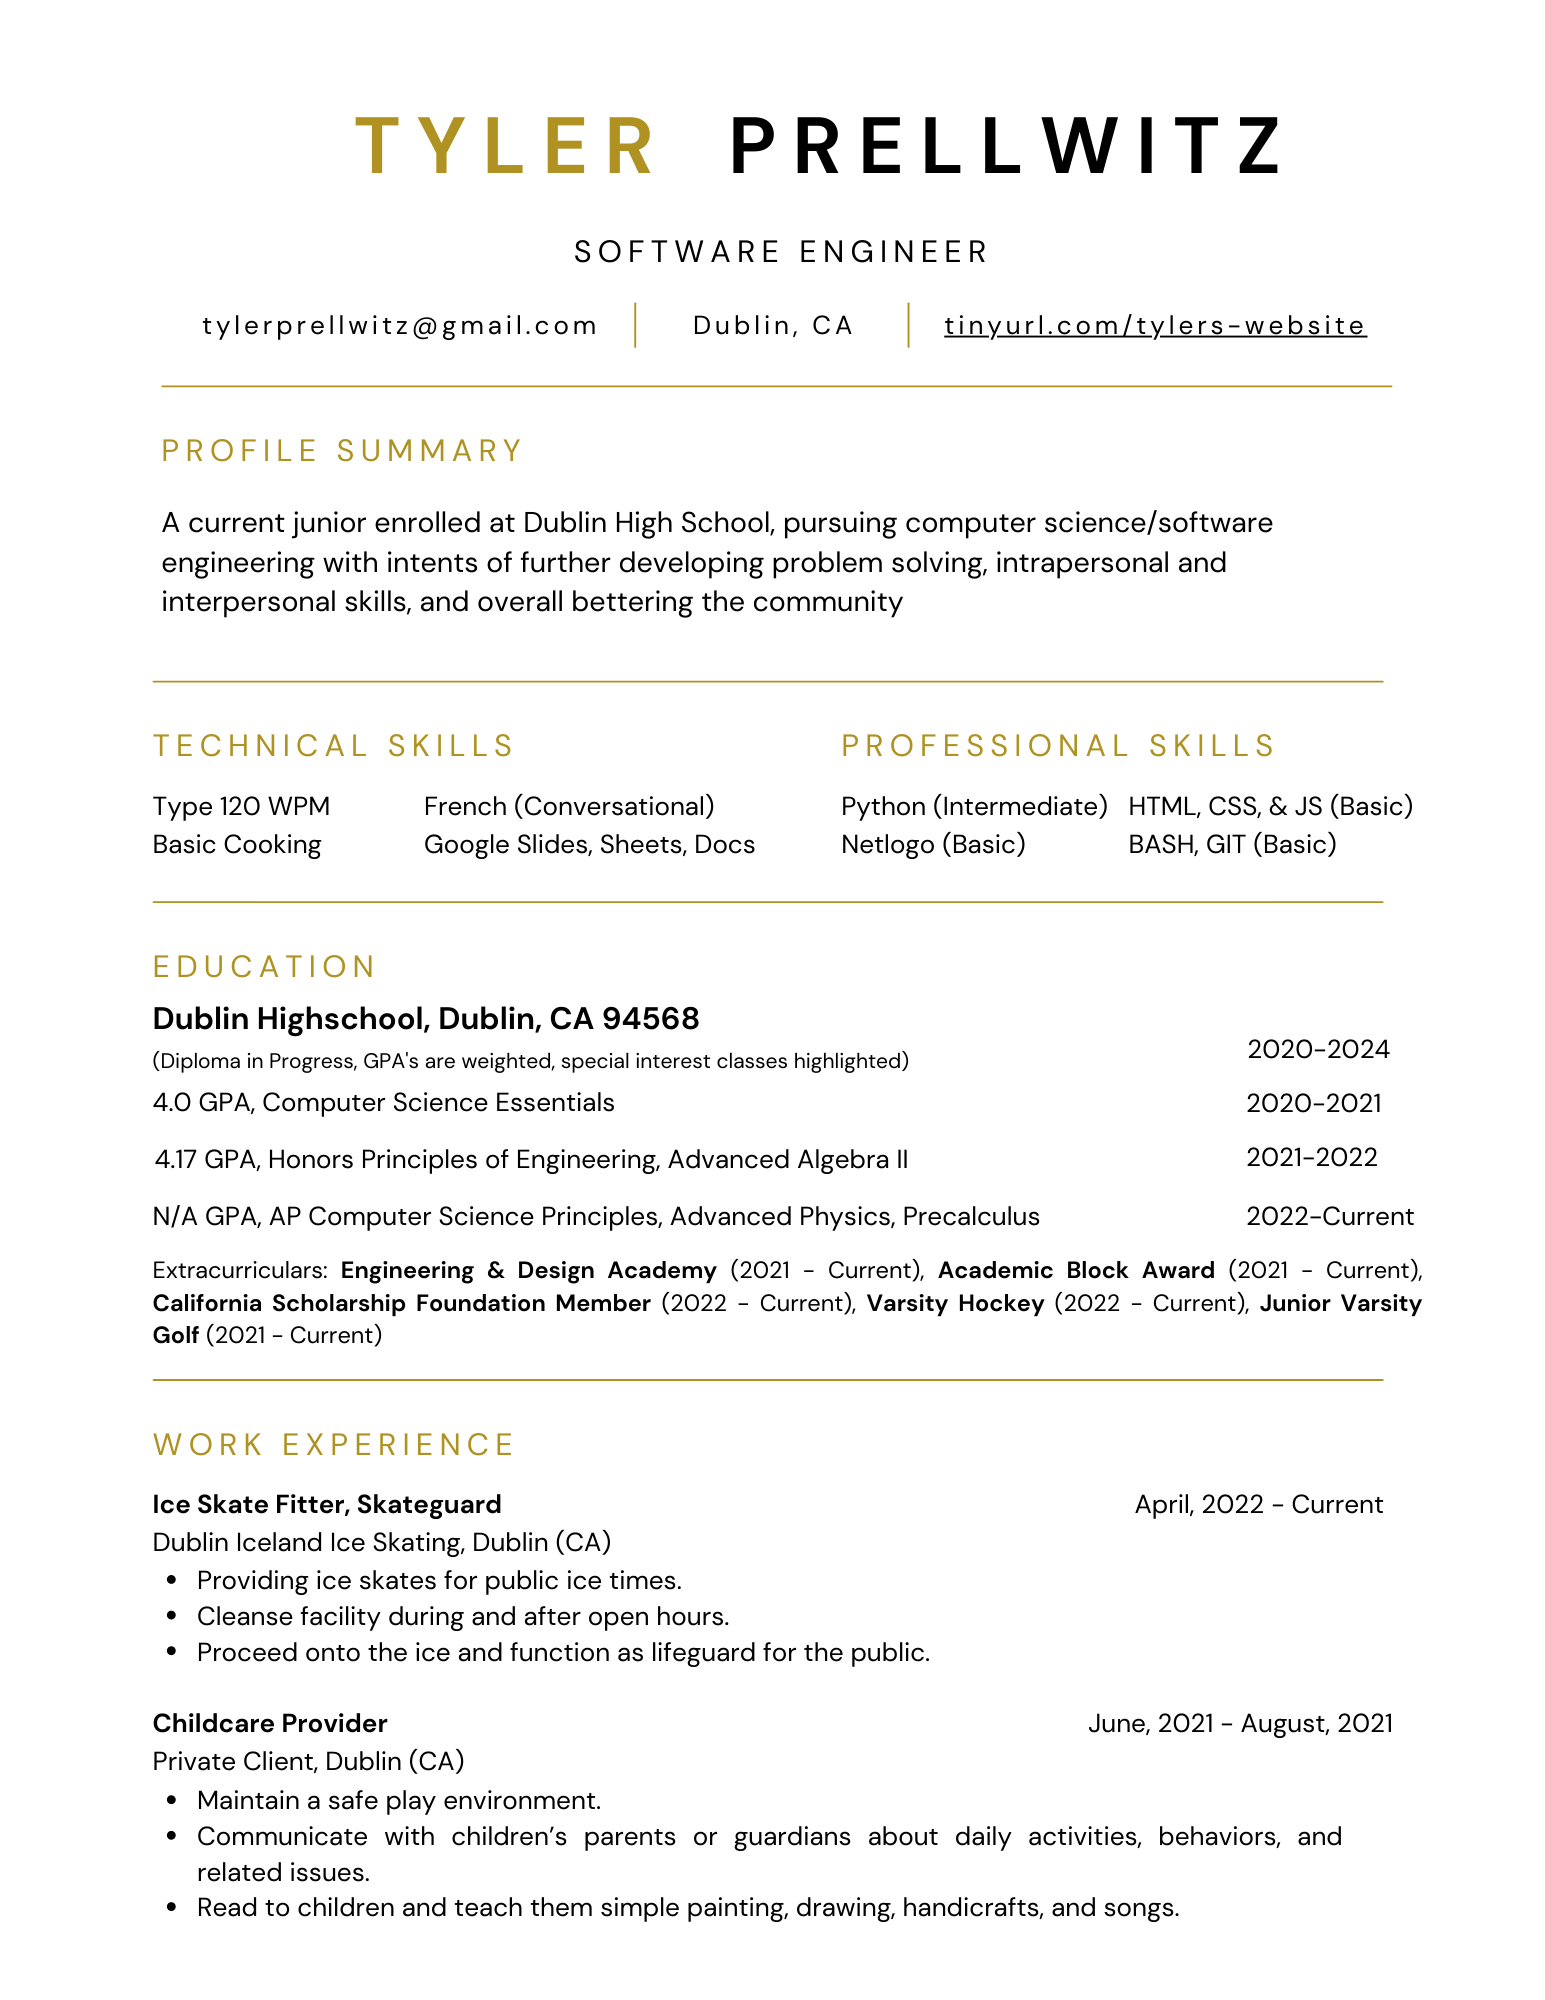 TYLER PRELLWITZ
SOFTWARE ENGINEER
tylerprellwitz@gmail.com Dublin, CA tinyurl.com/tylers-website
PROFILE SUMMARY
A current junior enrolled at Dublin High School, pursuing computer science/software
engineering with intents of further developing problem solving, intrapersonal and
interpersonal skills, and overall bettering the community
TECHNICAL SKILLS
Type 120 WPM French (Conversational)
Basic Cooking Google Slides, Sheets, Docs
PROFESSIONAL SKILLS
Python (Intermediate) HTML, CSS, & JS (Basic)
Netlogo (Basic) BASH, GIT (Basic)
EDUCATION
Dublin Highschool, Dublin, CA 94568
(Diploma in Progress, GPA's are weighted, special interest classes highlighted) 2020-2024
4.0 GPA, Computer Science Essentials 2020-2021
4.17 GPA, Honors Principles of Engineering, Advanced Algebra II 2021-2022
N/A GPA, AP Computer Science Principles, Advanced Physics, Precalculus 2022-Current
Extracurriculars: Engineering & Design Academy (2021 - Current), Academic Block Award (2021 - Current),
California Scholarship Foundation Member (2022 - Current), Varsity Hockey (2022 - Current), Junior Varsity
Golf (2021 - Current)
WORK EXPERIENCE
Ice Skate Fitter, Skateguard April, 2022 - Current
Dublin Iceland Ice Skating, Dublin (CA)
• Providing ice skates for public ice times.
• Cleanse facility during and after open hours.
• Proceed onto the ice and function as lifeguard for the public.
Childcare Provider June, 2021 - August, 2021
Private Client, Dublin (CA)
• Maintain a safe play environment.
• Communicate with children’s parents or guardians about daily activities, behaviors, and
related issues.
• Read to children and teach them simple painting, drawing, handicrafts, and songs.